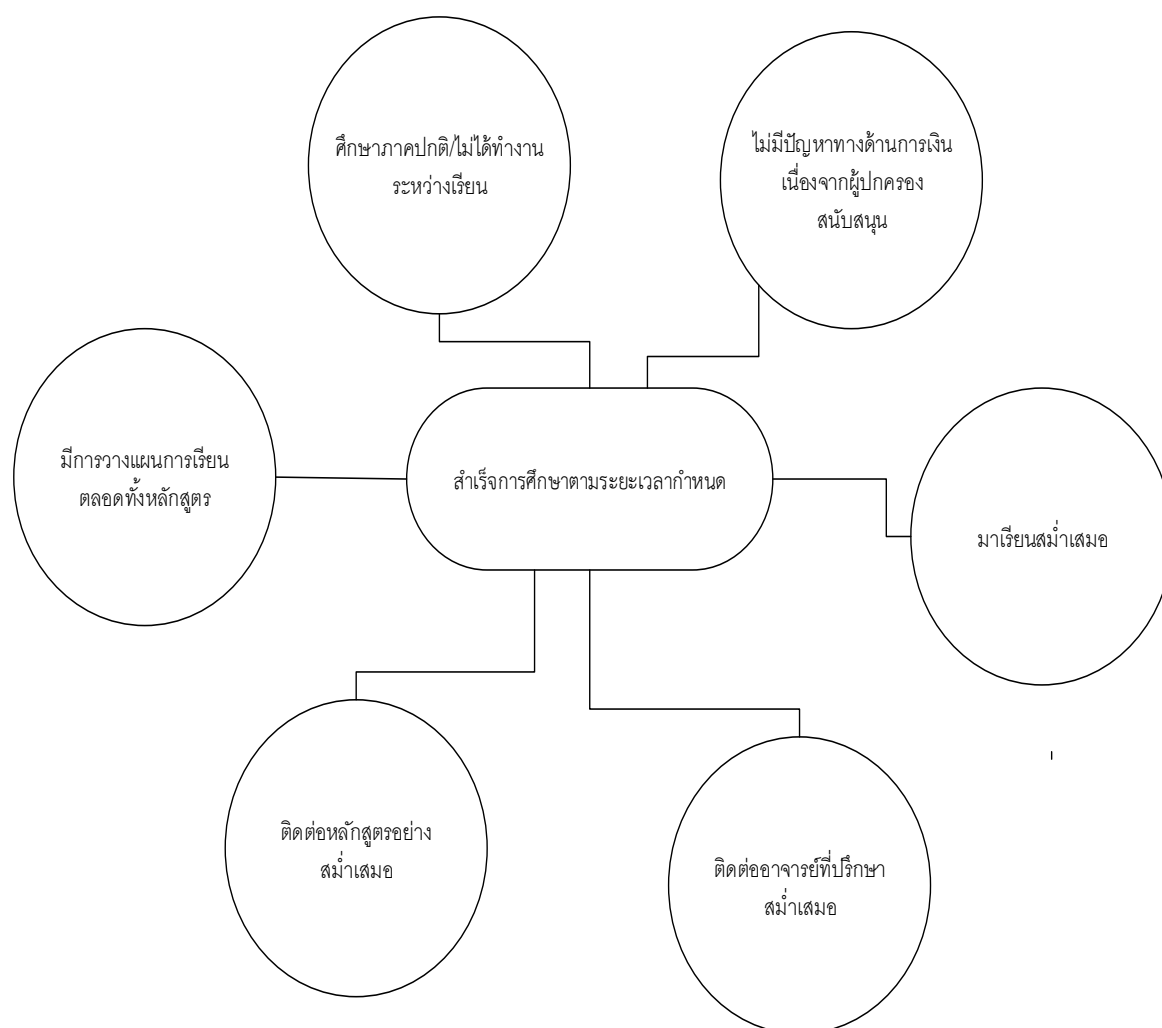 ศึกษาภาคปกติ/ไม่ได้ทำงาน
ระหว่างเรียน
ไม่มีปัญหาทางด้านการเงิน
เนื่องจากผู้ปกครอง
สนับสนุน
มีการวางแผนการเรียน
ตลอดทั้งหลักสูตร
สำเร็จการศึกษาตามระยะเวลากำหนด
มาเรียนสม่ำเสมอ
ติดต่อหลักสูตรอย่าง
สม่ำเสมอ
ติดต่ออาจารย์ที่ปรึกษา
สม่ำเสมอ